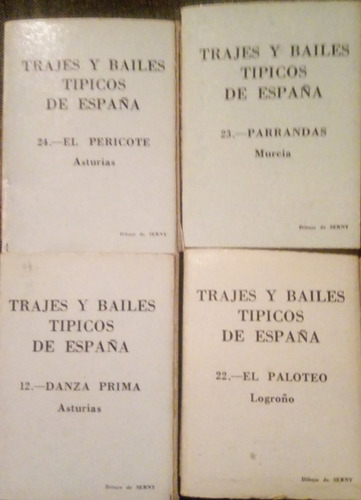 TRAJES Y BAILES
TIPICOS
DE ESPAÑA
24.—EL PERICOTE
Asturias
Dibujo de SERNY
TRAJES Y BAILES
TIPICOS
DE ESPAÑA
23.—PARRANDAS
Murcia
Dibujo de SERNY
TRAJES Y BAILES
TIPICOS
DE ESPAÑA
12.—DANZA PRIMA
Asturias
Dibujo de SERNY
TRAJES Y BAILES
TIPICOS
DE ESPAÑA
22.—EL PALOTEO
Logroño
Dibujo de SERNY